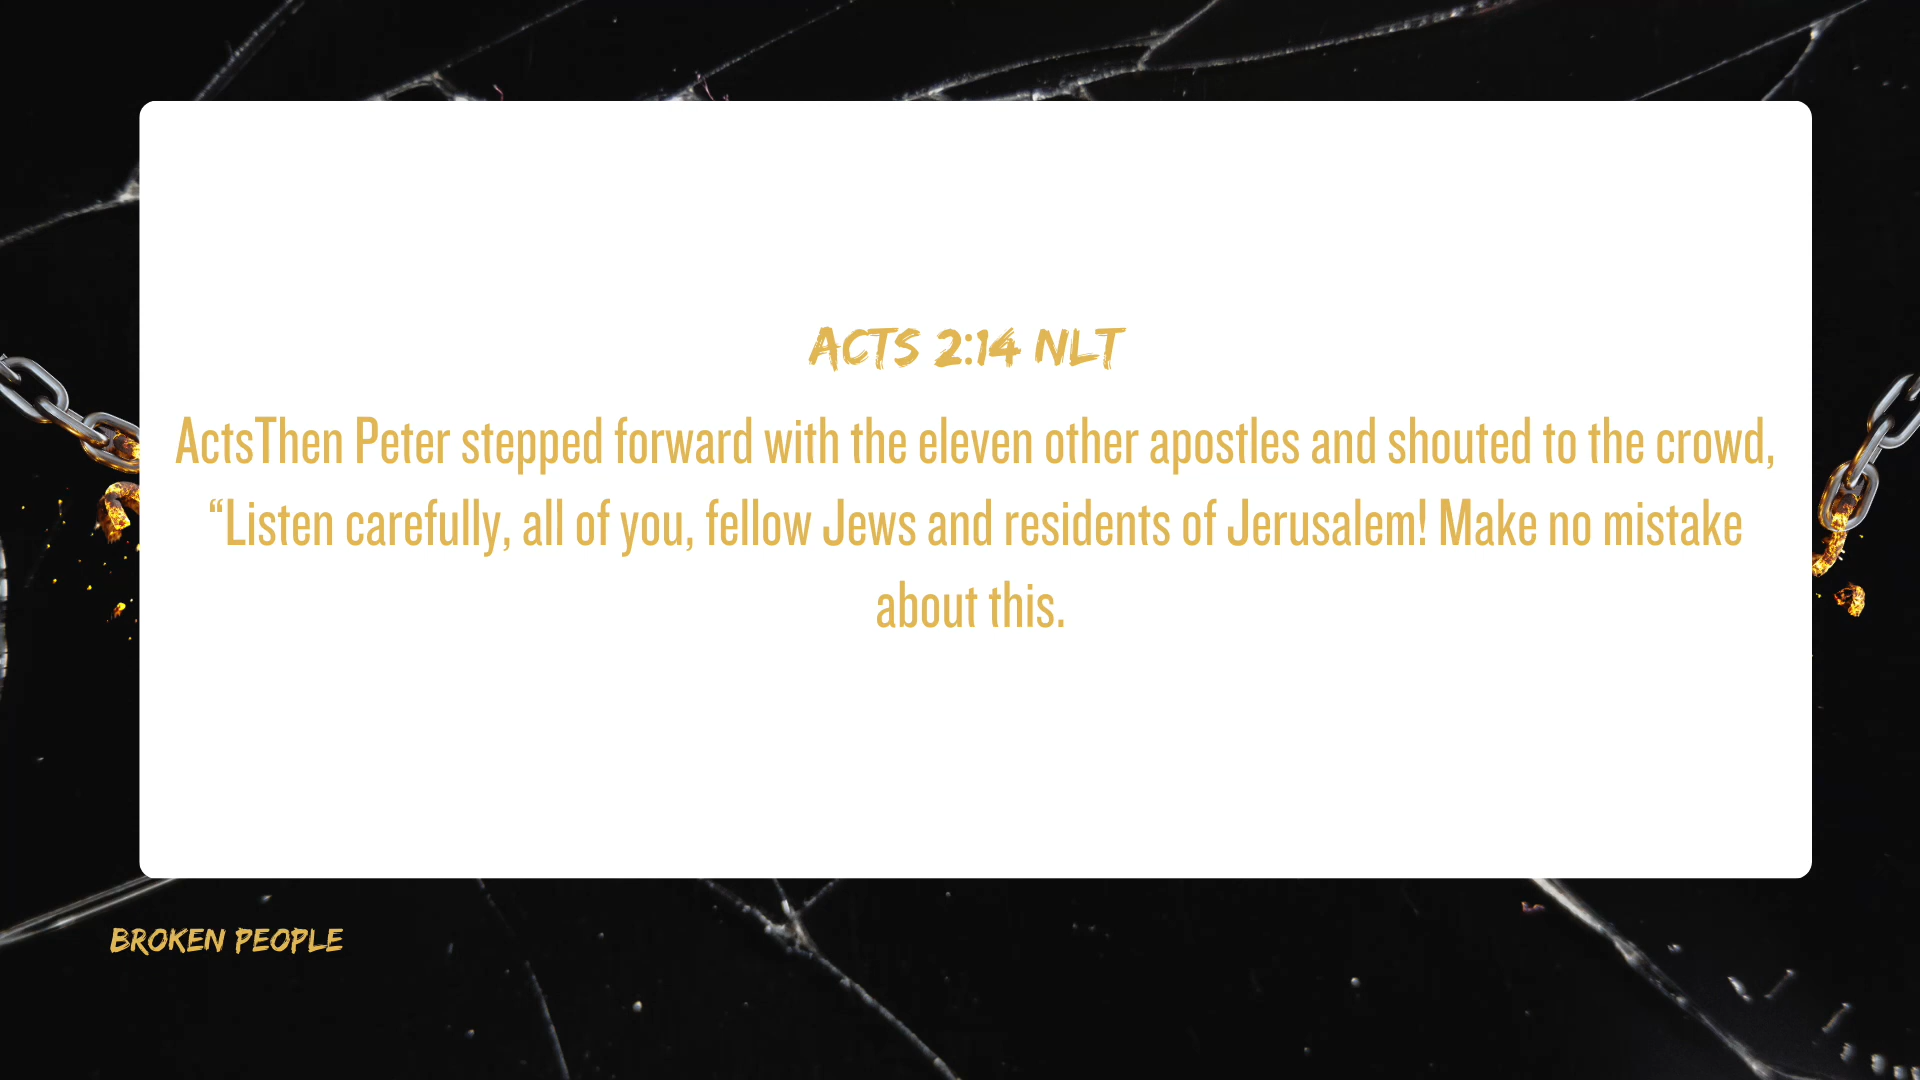 ACTS 2:14 NLT
ActsThen Peter stepped forward with the eleven other apostles and shouted to the crowd,
“Listen carefully, all of you, fellow Jews and residents of Jerusalem! Make no mistake
about this.
BROKEN PEOPLE